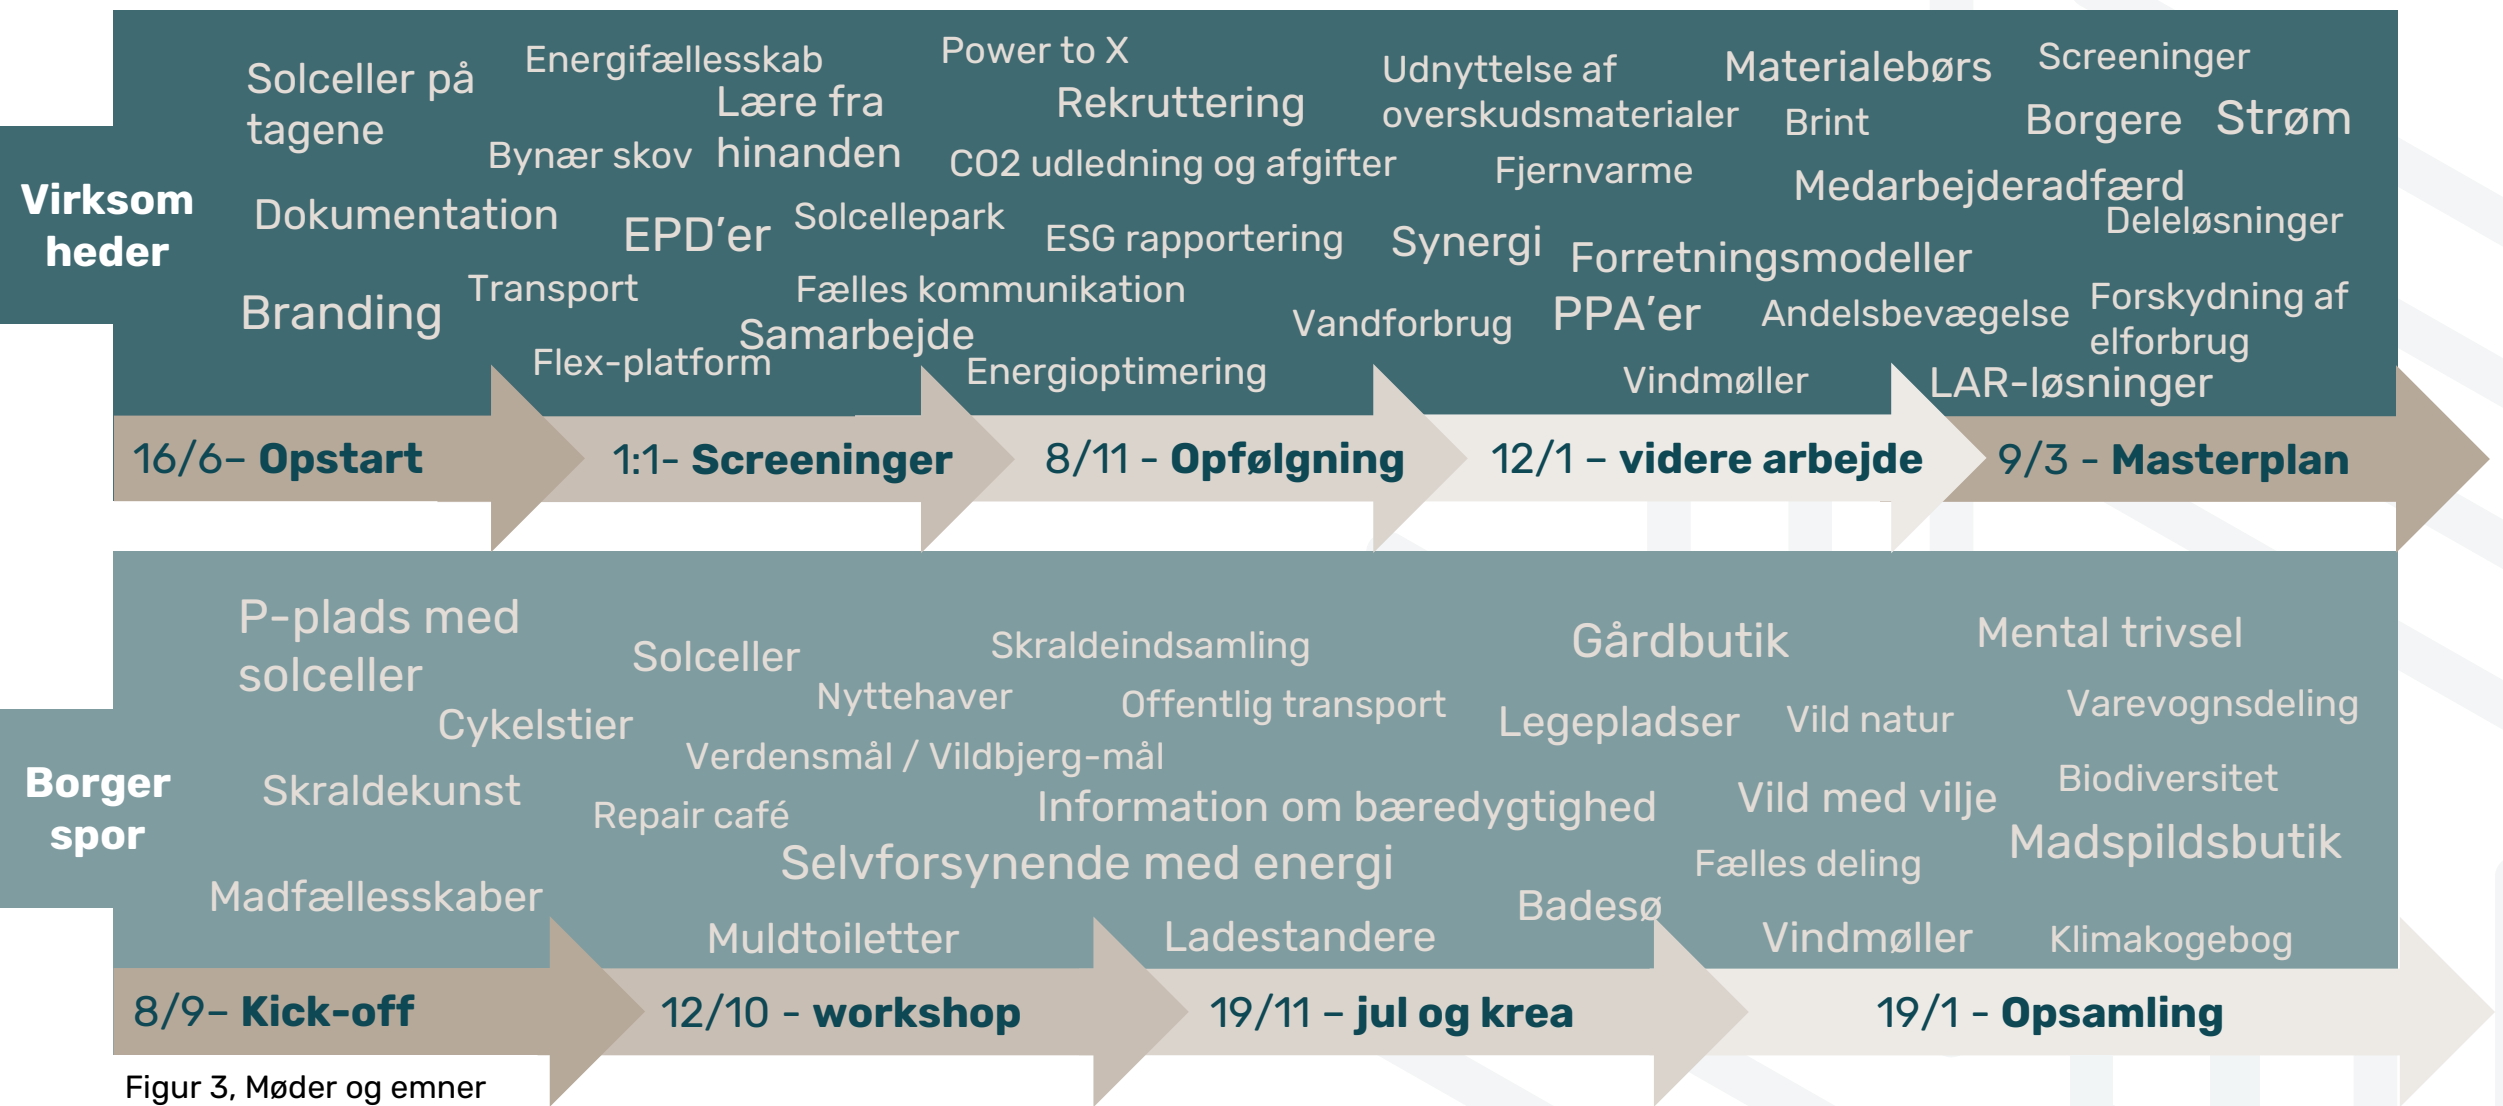 Virksom
heder
Solceller på
tagene
Energifællesskab
Lære fra
hinanden
Power to X
Rekruttering
Udnyttelse af
overskudsmaterialer
Materialebørs
Screeninger
Brint
Borgere
Strøm
Bynær skov
CO2 udledning og afgifter
Fjernvarme
Medarbejderadfærd
Dokumentation
EPD’er
Solcellepark
ESG rapportering
Synergi
Forretningsmodeller
Deleløsninger
Branding
Transport
Fælles kommunikation
Samarbejde
Vandforbrug
PPA’er
Andelsbevægelse
Forskydning af
elforbrug
Flex-platform
Energioptimering
Vindmøller
LAR-løsninger
16/6– Opstart
1:1- Screeninger
8/11 - Opfølgning
12/1 – videre arbejde
9/3 - Masterplan
Borger
spor
P-plads med
solceller
Solceller
Skraldeindsamling
Gårdbutik
Mental trivsel
Cykelstier
Nyttehaver
Offentlig transport
Legepladser
Vild natur
Varevognsdeling
Verdensmål / Vildbjerg-mål
Skraldekunst
Repair café
Information om bæredygtighed
Vild med vilje
Biodiversitet
Selvforsynende med energi
Fælles deling
Madspildsbutik
Madfællesskaber
Badesø
Muldtoiletter
Ladestandere
Vindmøller
Klimakogebog
8/9– Kick-off
12/10 - workshop
19/11 – jul og krea
19/1 - Opsamling
Figur 3, Møder og emner